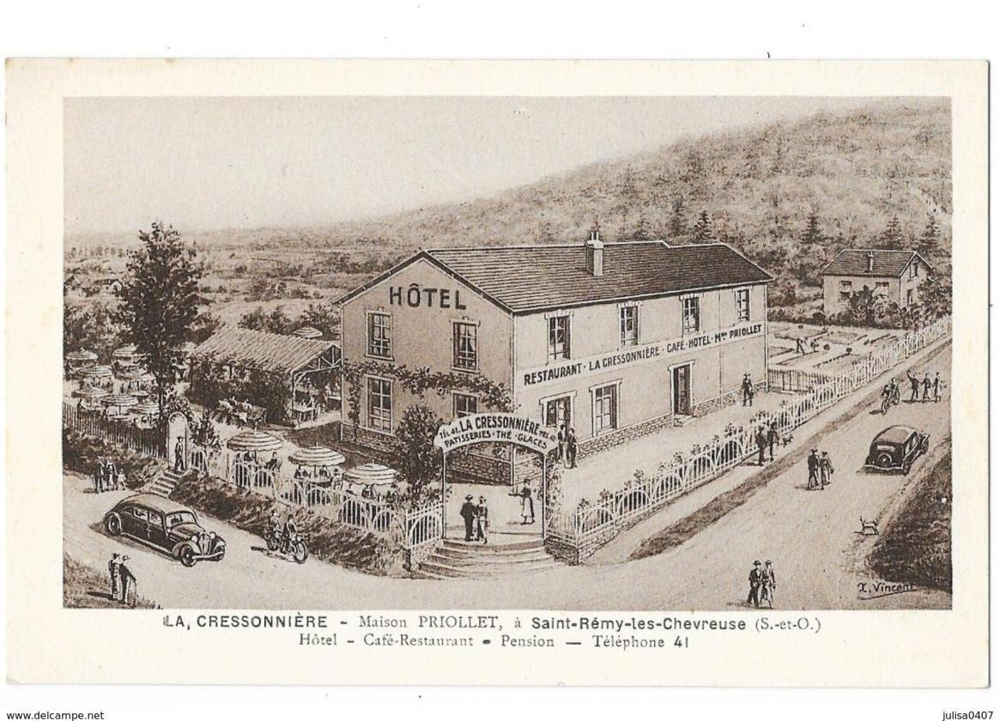 HÔTEL
RESTAURANT · LA CRESSONNIÈRE · CAFÉ · HOTEL · Mon PRIOLLET
LA CRESSONNIÈRE
TÉL. 41. PATISSERIES · THÉ · GLACES TÉL. 41
X. Vincent
LA, CRESSONNIÈRE - Maison PRIOLLET, à Saint-Rémy-les-Chevreuse (S.-et-O.)
Hôtel - Café-Restaurant - Pension — Téléphone 41
www.delcampe.net
julisa0407